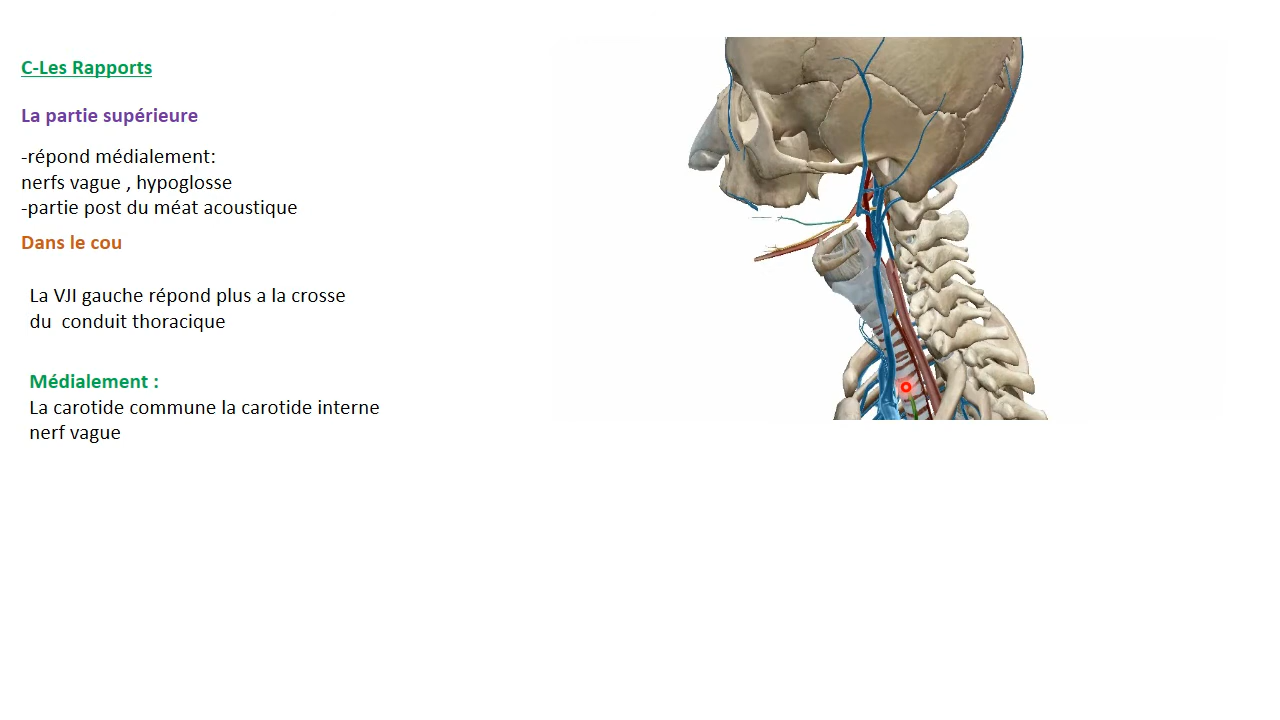 C-Les Rapports
La partie supérieure
-répond médialement:
nerfs vague , hypoglosse
-partie post du méat acoustique
Dans le cou
La VJI gauche répond plus a la crosse
du  conduit thoracique
Médialement :
La carotide commune la carotide interne
nerf vague